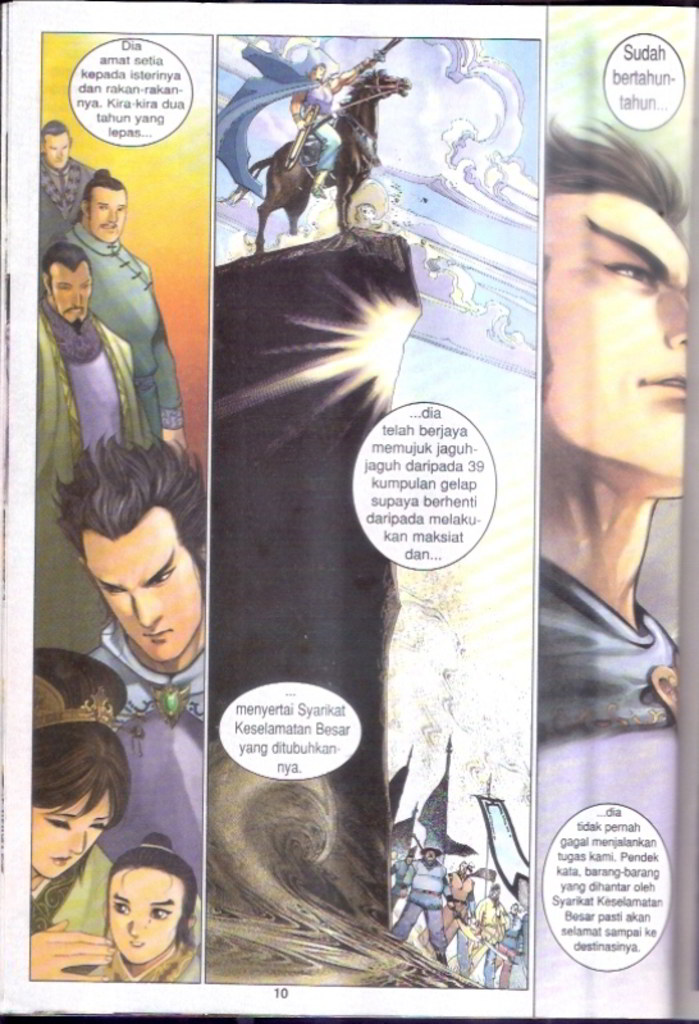 Dia
amat setia
kepada isterinya
dan rakan-rakan-
nya. Kira-kira dua
tahun yang
lepas...
...dia
telah berjaya
memujuk jaguh-
jaguh daripada 39
kumpulan gelap
supaya berhenti
daripada melaku-
kan maksiat
dan...
...
menyertai Syarikat
Keselamatan Besar
yang ditubuhkan-
nya.
Sudah
bertahun-
tahun...
...dia
tidak pernah
gagal menjalankan
tugas kami. Pendek
kata, barang-barang
yang dihantar oleh
Syarikat Keselamatan
Besar pasti akan
selamat sampai ke
destinasinya.
10